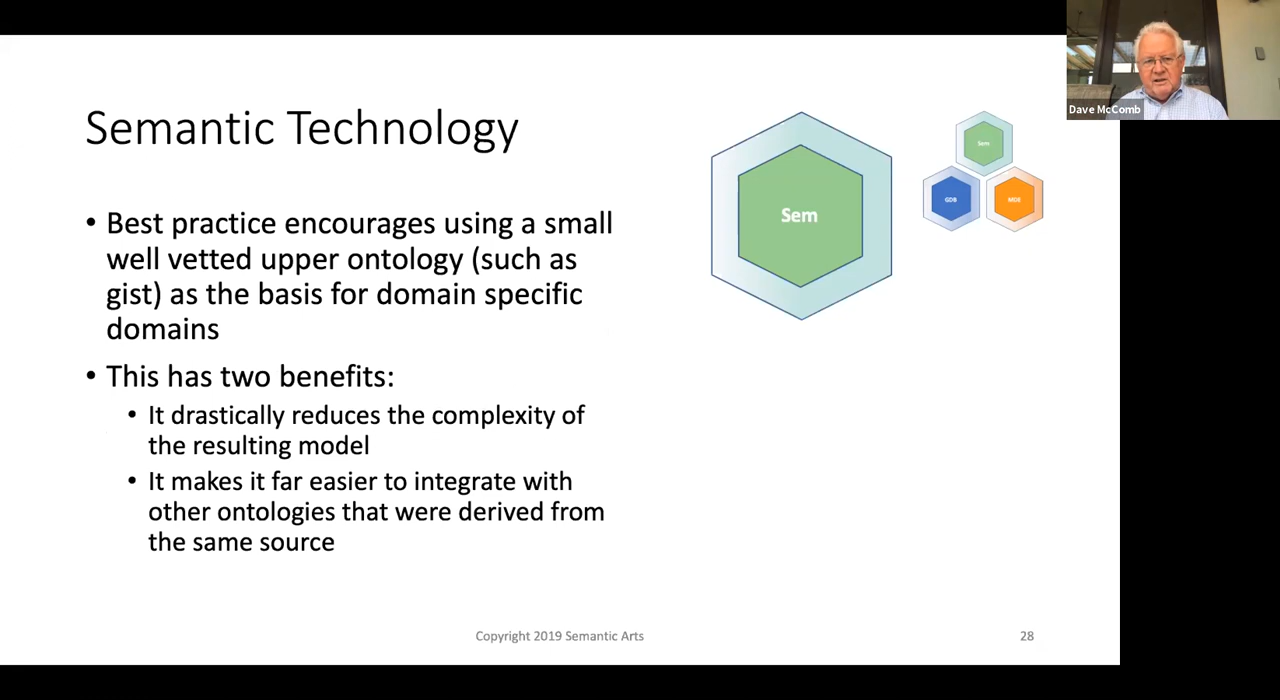 Dave McComb
Semantic Technology
• Best practice encourages using a small
well vetted upper ontology (such as
gist) as the basis for domain specific
domains
• This has two benefits:
• It drastically reduces the complexity of
the resulting model
• It makes it far easier to integrate with
other ontologies that were derived from
the same source
Sem
Sem
GDB
MDD
Copyright 2019 Semantic Arts
28